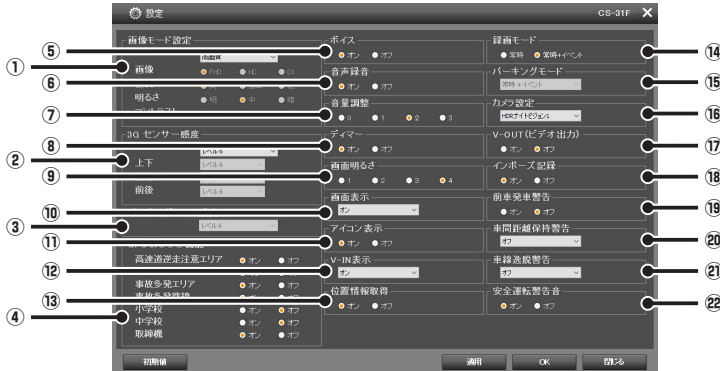 設定
CS-31F
画像モード設定
高画質
画像
FHD
HD
D1
明るさ
明
中
暗
3G センサー感度
レベル6
上下
レベル6
前後
レベル6
レベル6
高速道逆走注意エリア
オン
オフ
事故多発エリア
オン
オフ
事故多発路線
小学校
オン
オフ
中学校
オン
オフ
取締機
オン
オフ
初期値
ボイス
オン
オフ
音声録音
オン
オフ
音量調整
0
1
2
3
ディマー
オン
オフ
画面明るさ
1
2
3
4
画面表示
オン
アイコン表示
オン
オフ
V-IN表示
オン
位置情報取得
オン
オフ
録画モード
常時
常時+イベント
パーキングモード
常時+イベント
カメラ設定
HDRナイトビジョン1
V-OUT(ビデオ出力)
オン
オフ
インポーズ記録
オン
オフ
前車発車警告
オン
オフ
車間距離保持警告
オフ
車線逸脱警告
オフ
安全運転警告音
オン
オフ
適用
OK
閉じる
①
②
③
④
⑤
⑥
⑦
⑧
⑨
⑩
⑪
⑫
⑬
⑭
⑮
⑯
⑰
⑱
⑲
⑳
㉑
㉒